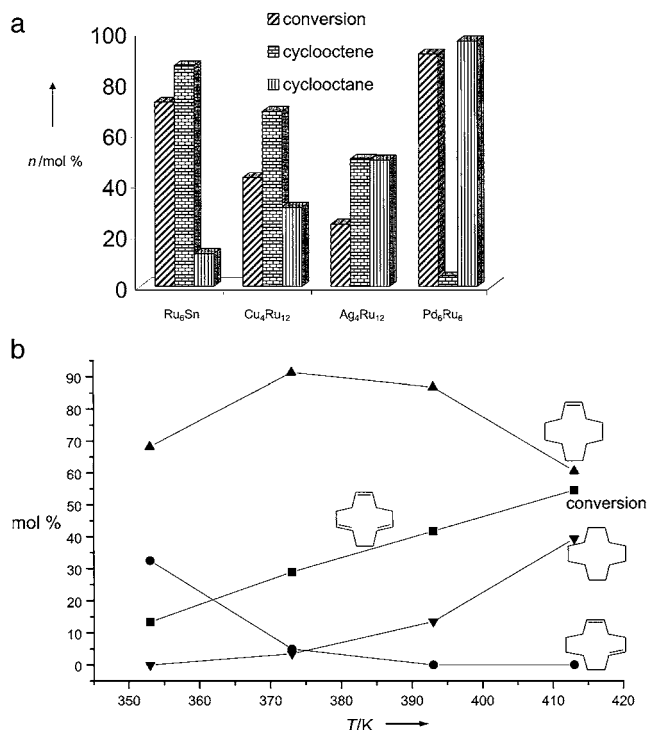 a
100
80
60
40
20
0
n/mol %
conversion
cyclooctene
cyclooctane
Ru₆Sn
Cu₄Ru₁₂
Ag₄Ru₁₂
Pd₆Ru₆
b
90
80
70
60
50
40
30
20
10
0
mol %
conversion
350
360
370
380
390
400
410
420
T/K